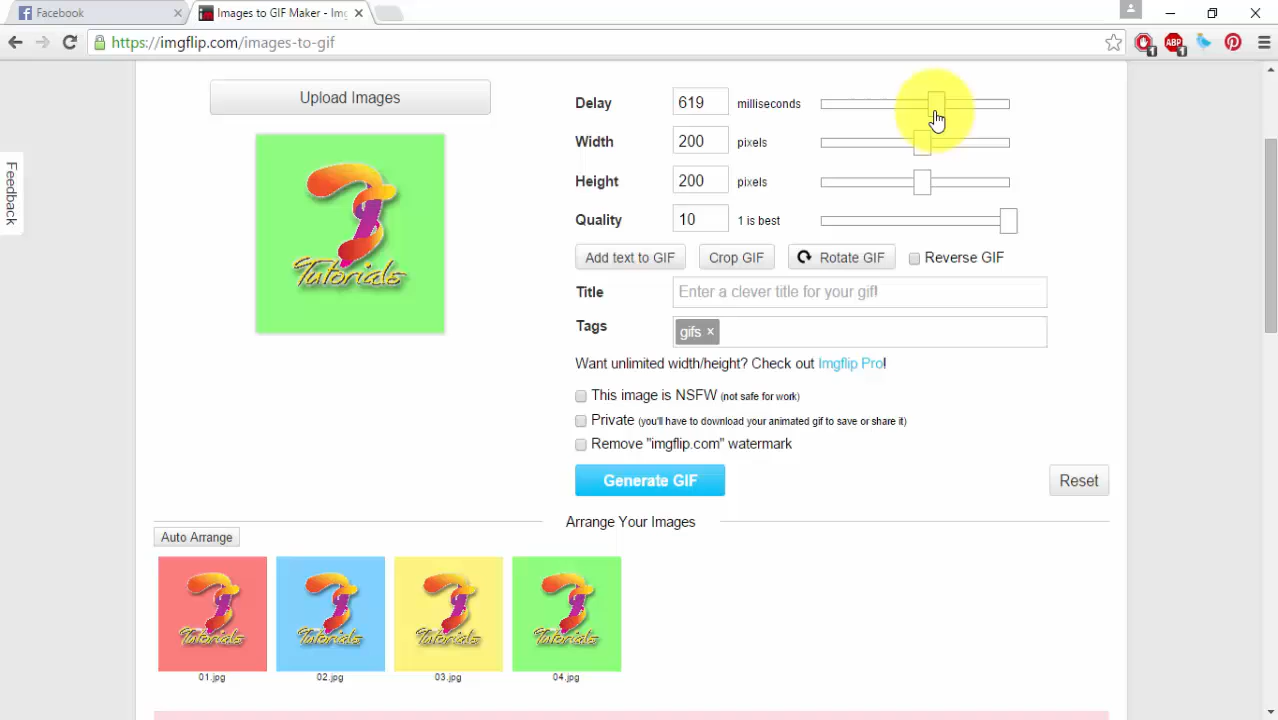 Facebook
Images to GIF Maker - Img
https://imgflip.com/images-to-gif
1
1
Feedback
Upload Images
Tutorials
Delay 619 milliseconds
Width 200 pixels
Height 200 pixels
Quality 10 1 is best
Add text to GIF Crop GIF Rotate GIF Reverse GIF
Title Enter a clever title for your gif!
Tags gifs ×
Want unlimited width/height? Check out Imgflip Pro!
This image is NSFW (not safe for work)
Private (you'll have to download your animated gif to save or share it)
Remove "imgflip.com" watermark
Generate GIF Reset
Arrange Your Images
Auto Arrange
Tutorials Tutorials Tutorials Tutorials
01.jpg 02.jpg 03.jpg 04.jpg